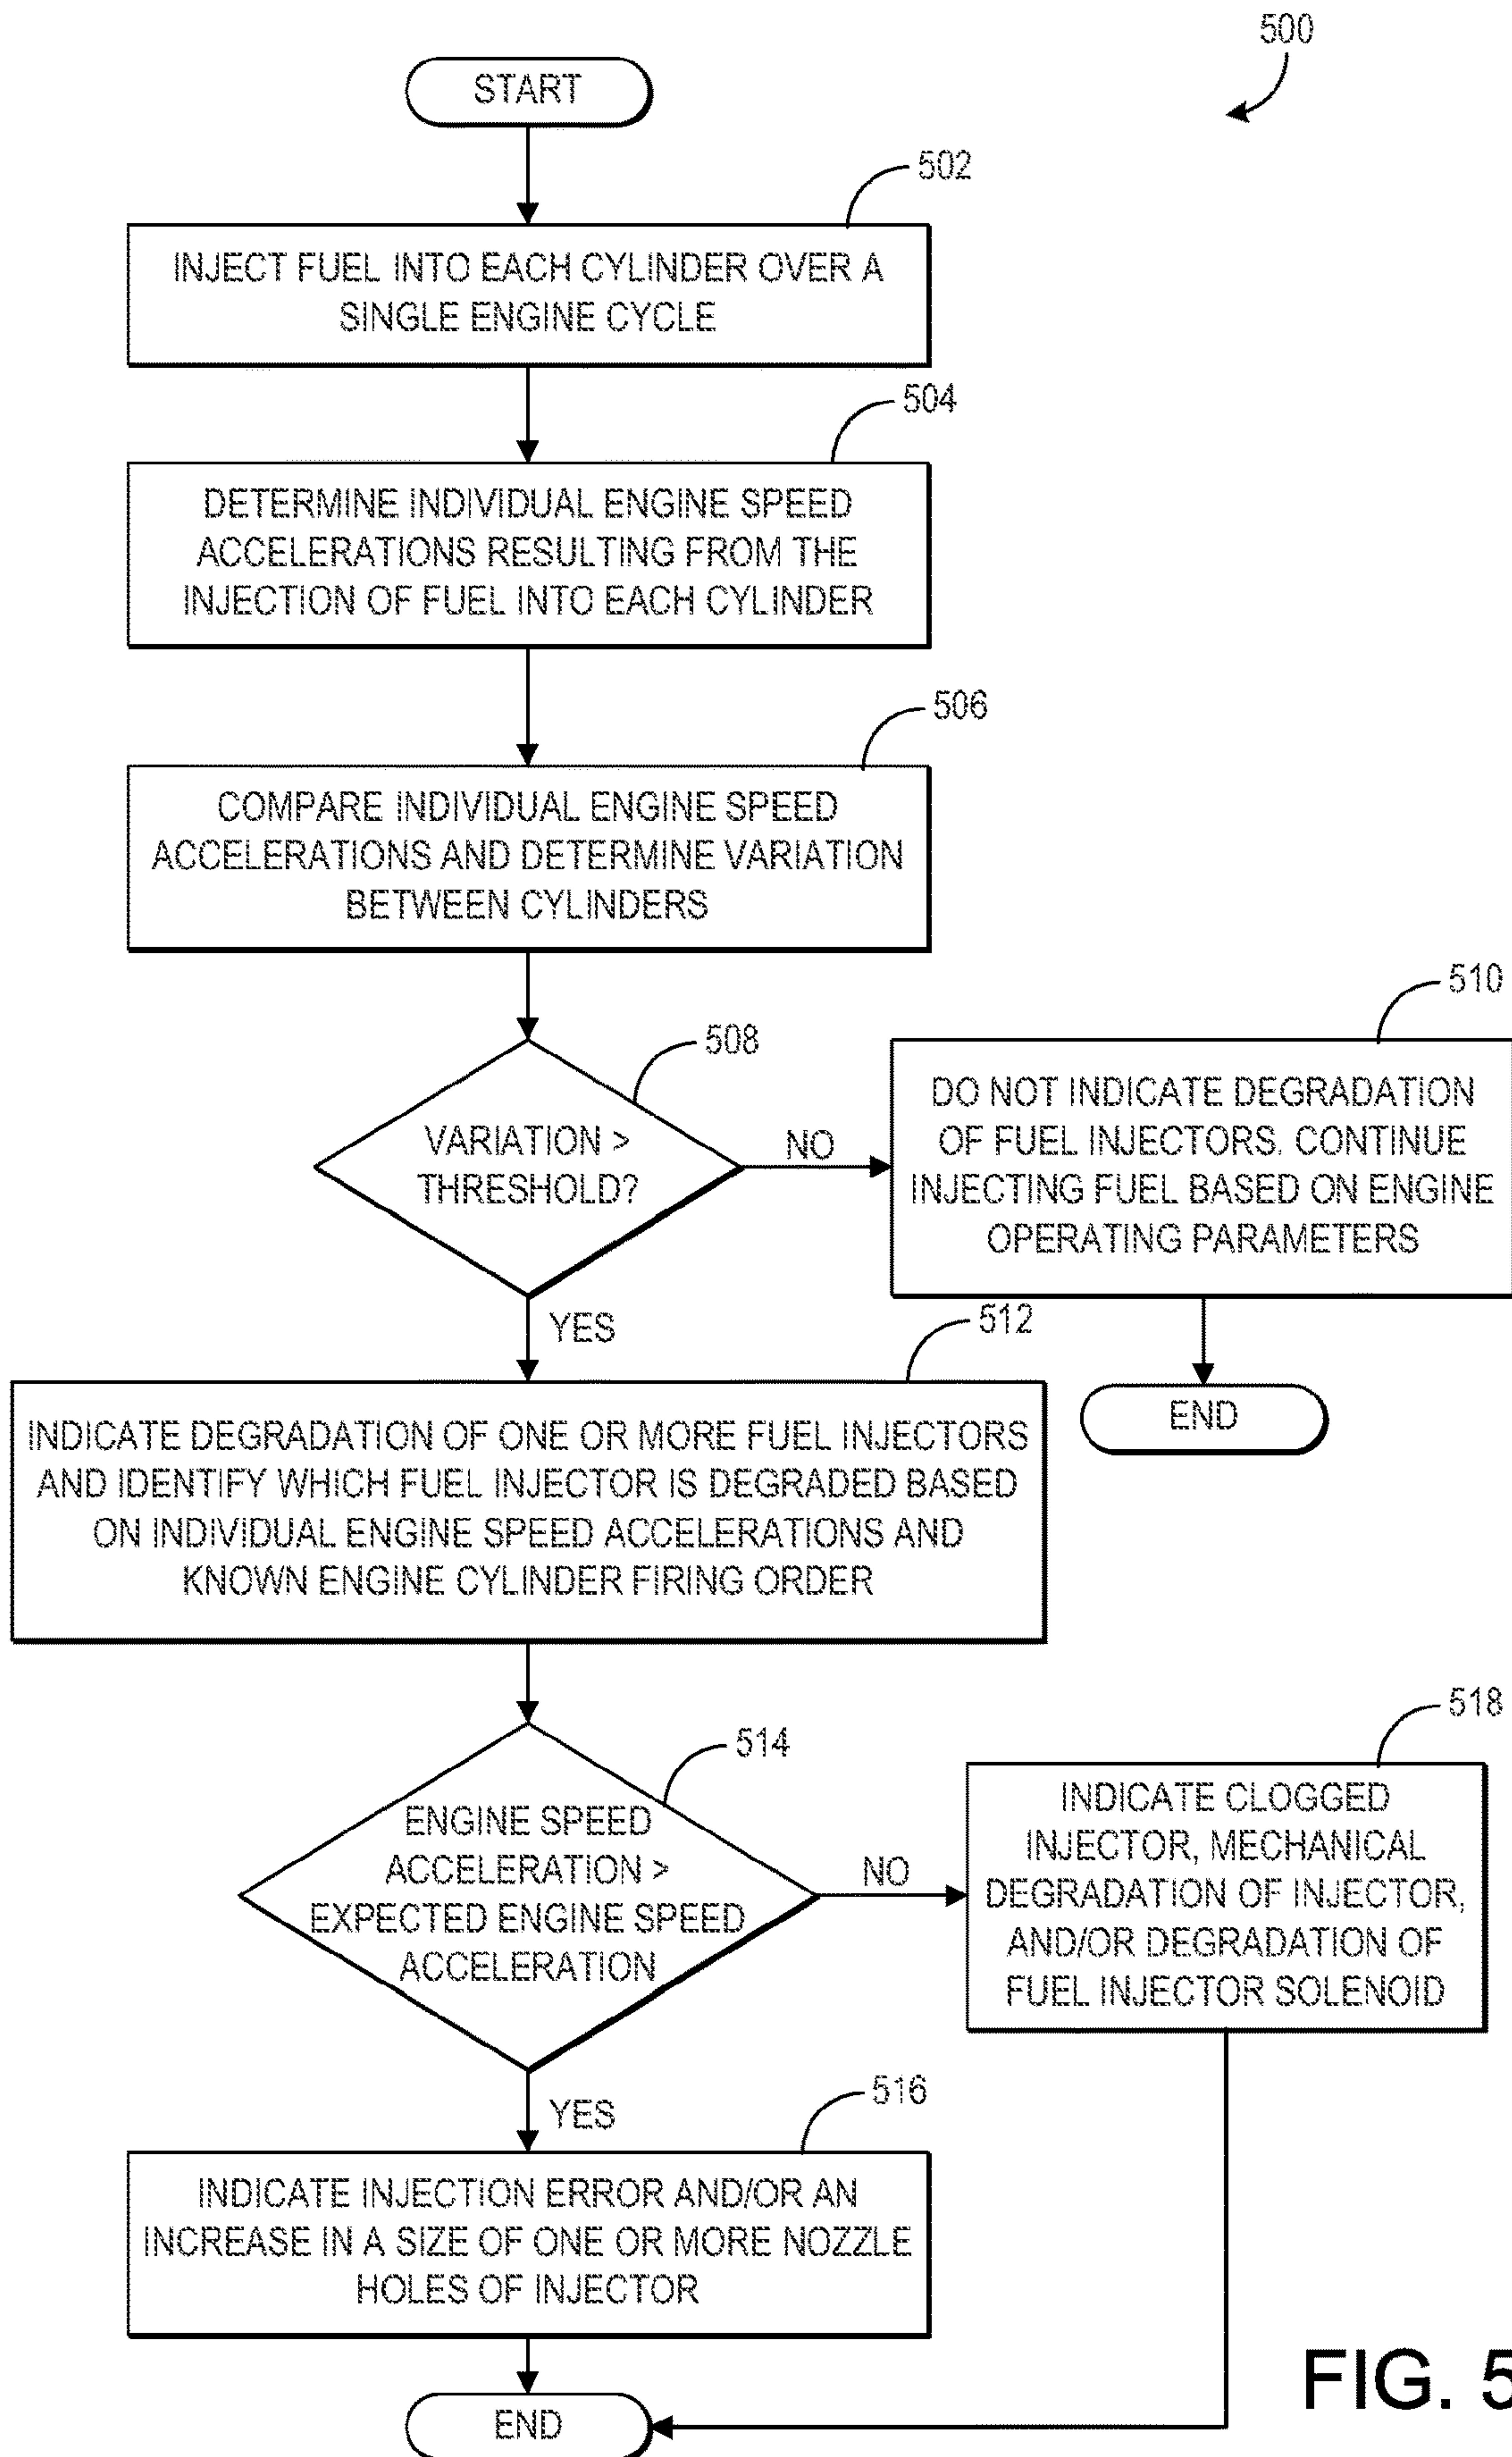 500
START
502
INJECT FUEL INTO EACH CYLINDER OVER A
SINGLE ENGINE CYCLE
504
DETERMINE INDIVIDUAL ENGINE SPEED
ACCELERATIONS RESULTING FROM THE
INJECTION OF FUEL INTO EACH CYLINDER
506
COMPARE INDIVIDUAL ENGINE SPEED
ACCELERATIONS AND DETERMINE VARIATION
BETWEEN CYLINDERS
508
VARIATION >
THRESHOLD?
NO
510
DO NOT INDICATE DEGRADATION
OF FUEL INJECTORS. CONTINUE
INJECTING FUEL BASED ON ENGINE
OPERATING PARAMETERS
END
YES
512
INDICATE DEGRADATION OF ONE OR MORE FUEL INJECTORS
AND IDENTIFY WHICH FUEL INJECTOR IS DEGRADED BASED
ON INDIVIDUAL ENGINE SPEED ACCELERATIONS AND
KNOWN ENGINE CYLINDER FIRING ORDER
514
ENGINE SPEED
ACCELERATION >
EXPECTED ENGINE SPEED
ACCELERATION
NO
518
INDICATE CLOGGED
INJECTOR, MECHANICAL
DEGRADATION OF INJECTOR,
AND/OR DEGRADATION OF
FUEL INJECTOR SOLENOID
YES
516
INDICATE INJECTION ERROR AND/OR AN
INCREASE IN A SIZE OF ONE OR MORE NOZZLE
HOLES OF INJECTOR
END
FIG. 5